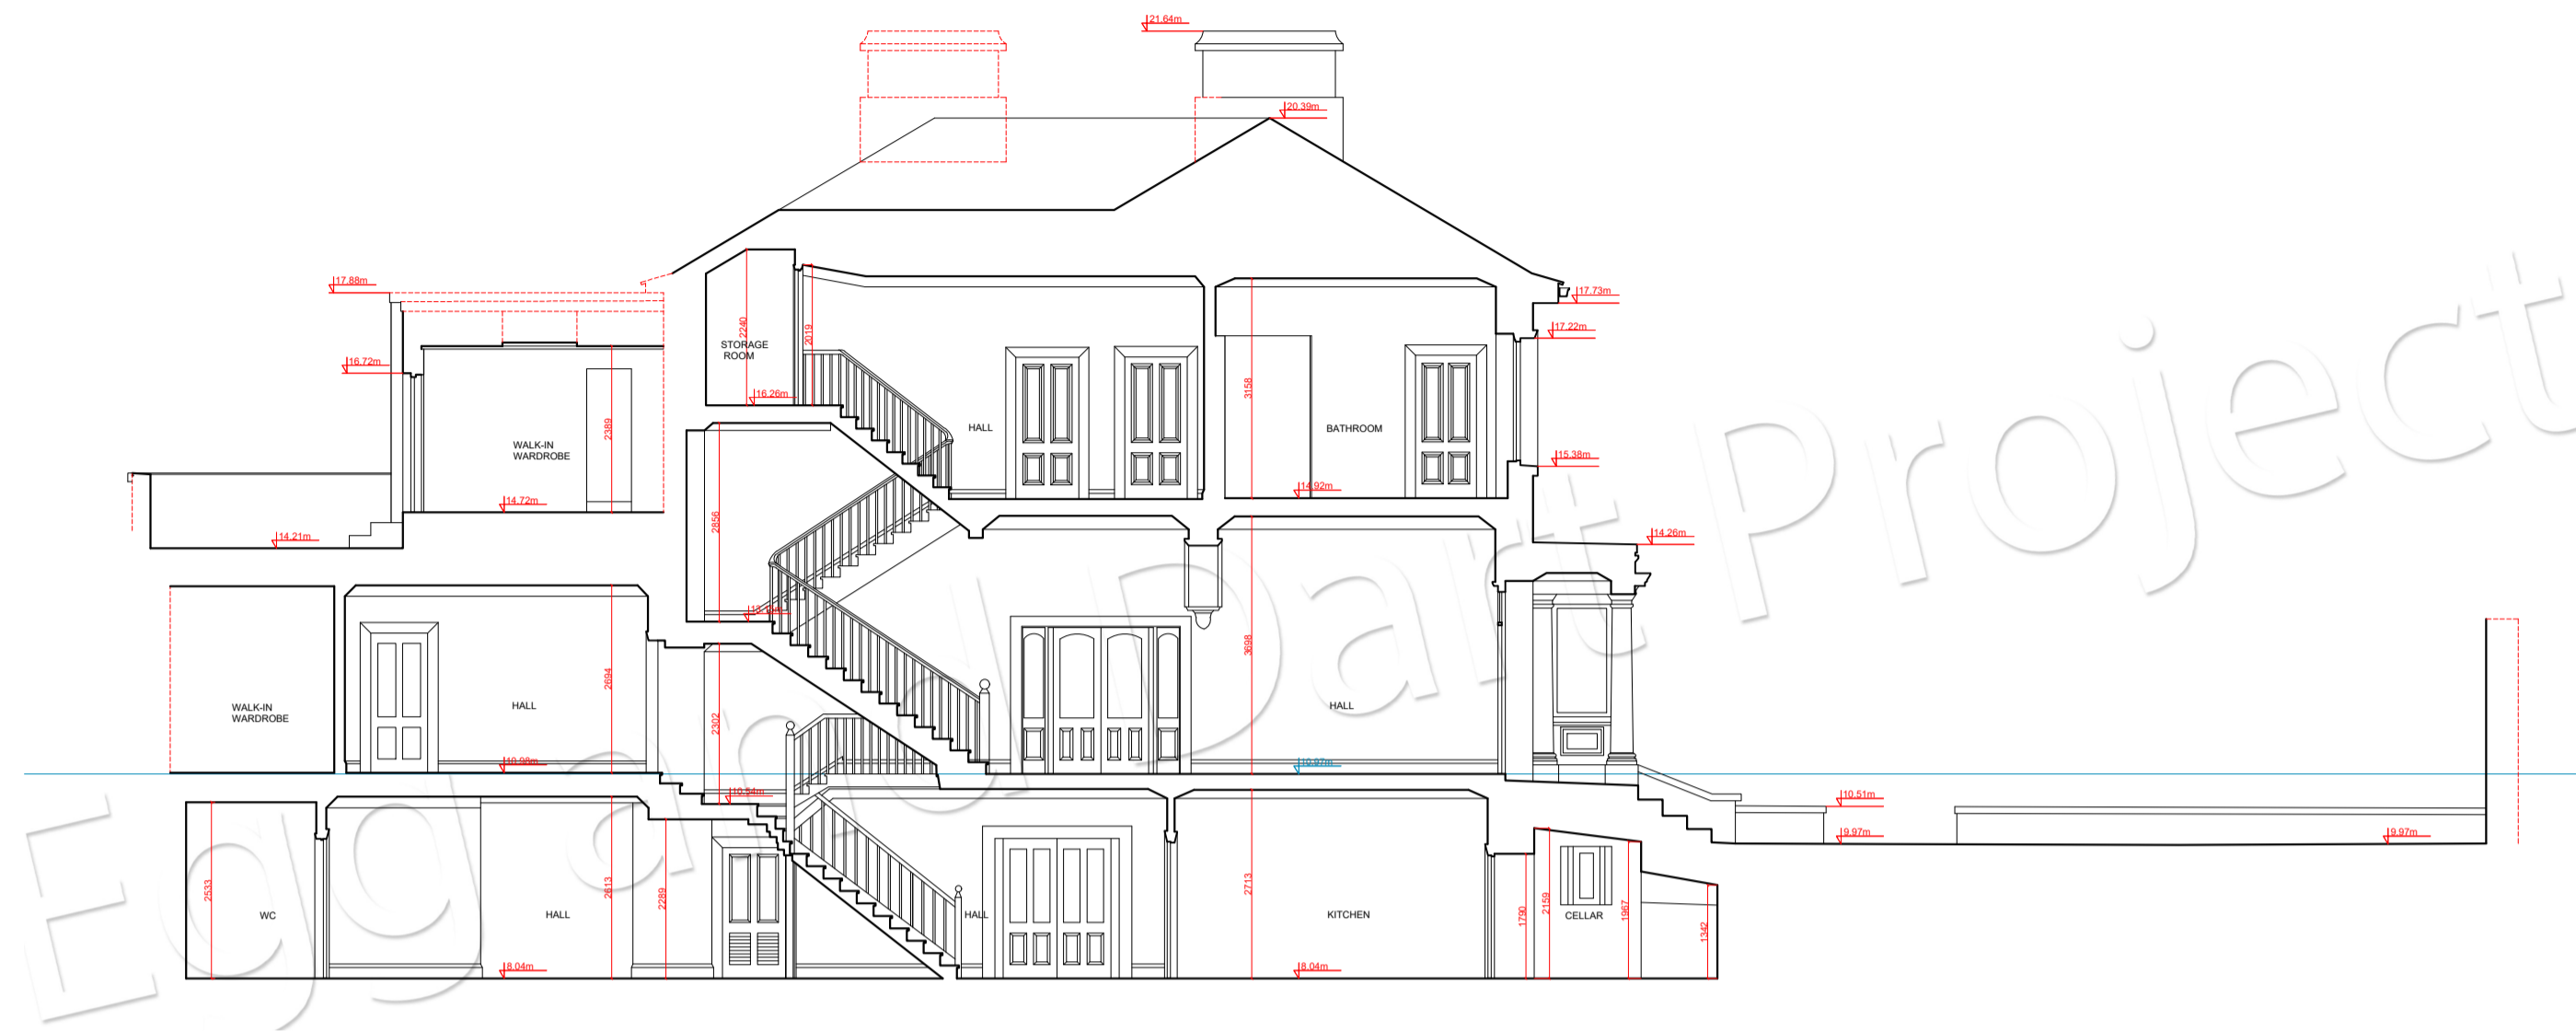 21.64m
20.39m
17.88m
17.73m
17.22m
16.72m
2240
2019
STORAGE
ROOM
16.26m
3158
2389
WALK-IN
WARDROBE
HALL
BATHROOM
15.38m
14.72m
14.92m
14.21m
2856
14.26m
3698
2694
WALK-IN
WARDROBE
HALL
2302
HALL
10.98m
10.97m
10.54m
10.51m
9.97m
9.97m
2533
WC
2613
HALL
2289
HALL
2713
KITCHEN
1790
2159
CELLAR
1967
1342
8.04m
8.04m
Egg and Dart Project